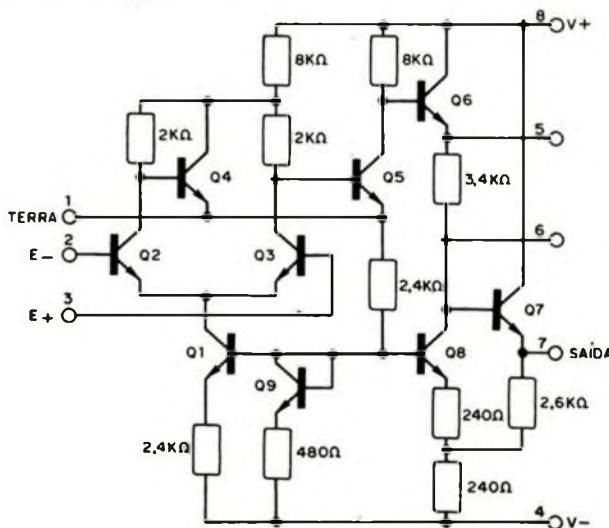 8 V+
8KΩ
8KΩ
Q6
2KΩ
2KΩ
5
Q4
Q5
3,4KΩ
1
TERRA
2
E−
Q2
Q3
6
3
E+
2,4KΩ
Q7
Q1
Q8
7 SAÍDA
Q9
2,4KΩ
480Ω
240Ω
2,6KΩ
240Ω
4
V−